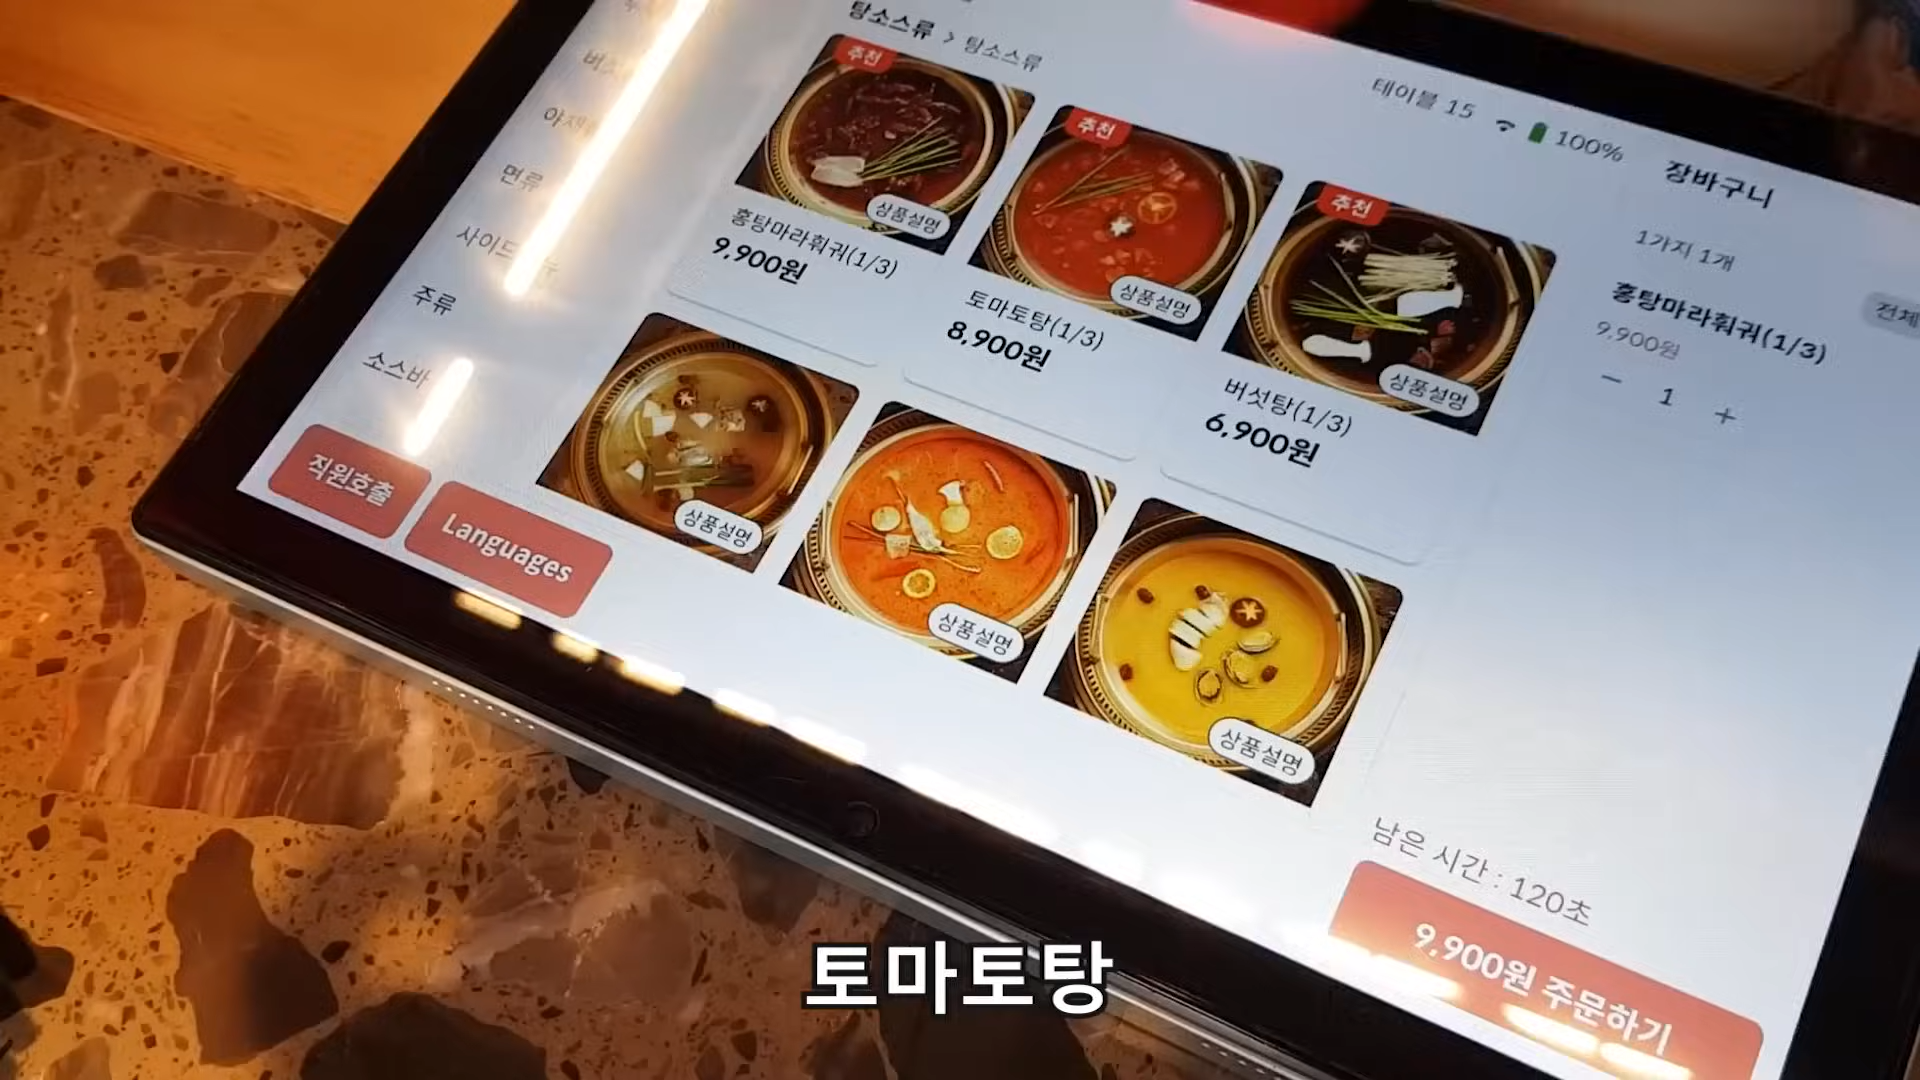 탕소스류 > 탕소스류
테이블 15
100%
장바구니
면류
주류
소스바
직원호출
Languages
추천
상품설명
홍탕마라훠궈(1/3)
9,900원
추천
상품설명
토마토탕(1/3)
8,900원
추천
상품설명
버섯탕(1/3)
6,900원
상품설명
상품설명
상품설명
1가지 1개
전체
홍탕마라훠궈(1/3)
9,900원
− 1 +
남은 시간 : 120초
9,900원 주문하기
토마토탕